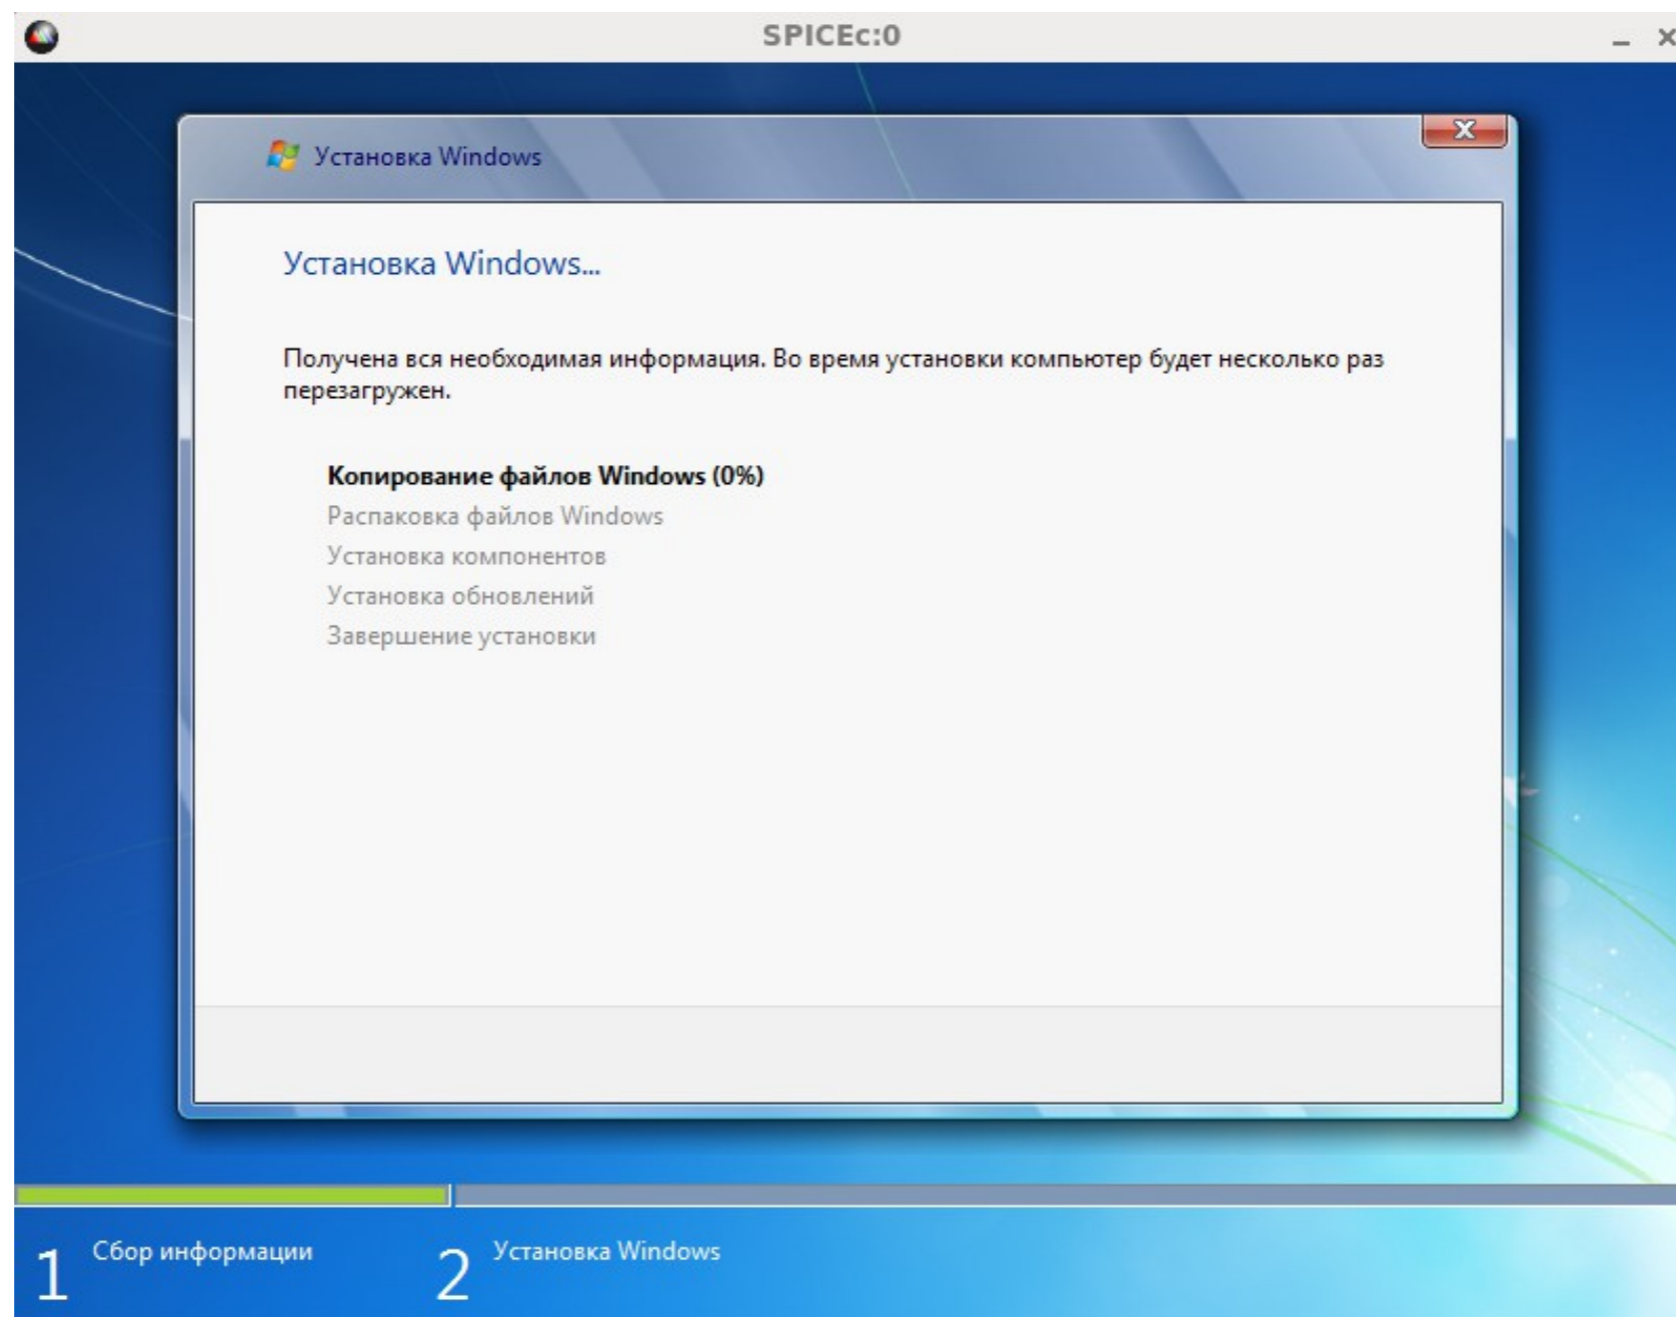 SPICEc:0
Установка Windows
Установка Windows...
Получена вся необходимая информация. Во время установки компьютер будет несколько раз
перезагружен.
Копирование файлов Windows (0%)
Распаковка файлов Windows
Установка компонентов
Установка обновлений
Завершение установки
1 Сбор информации 2 Установка Windows